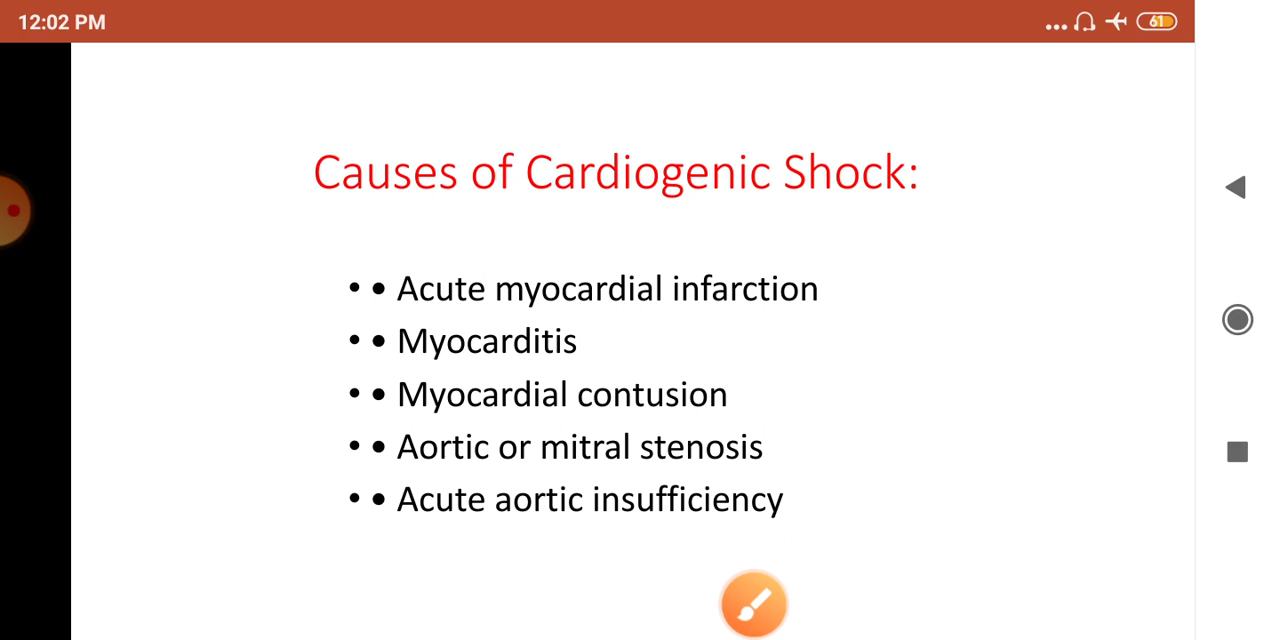 12:02 PM
61
Causes of Cardiogenic Shock:
• • Acute myocardial infarction
• • Myocarditis
• • Myocardial contusion
• • Aortic or mitral stenosis
• • Acute aortic insufficiency